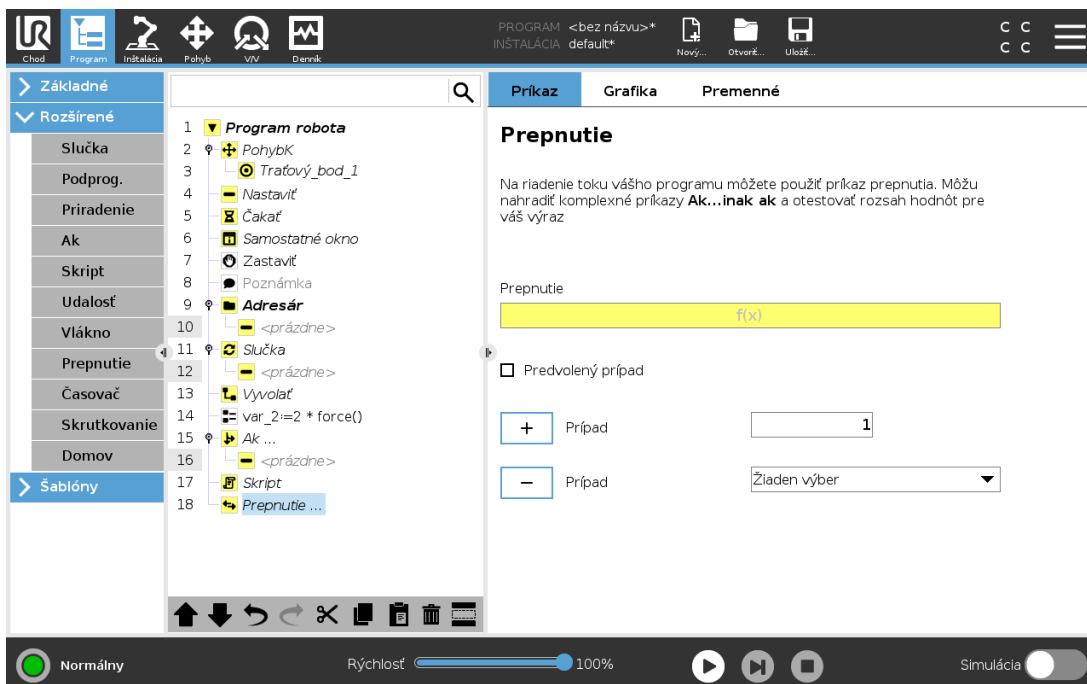 UR
Chod
Program
Inštalácia
Pohyb
V/V
Denník
PROGRAM <bez názvu>*
INŠTALÁCIA default*
Nový...
Otvoriť...
Uložiť...
C C
C C
Základné
Rozšírené
Slučka
Podprog.
Priradenie
Ak
Skript
Udalosť
Vlákno
Prepnutie
Časovač
Skrutkovanie
Domov
Šablóny
1 Program robota
2 PohybK
3 Traťový_bod_1
4 Nastaviť
5 Čakať
6 Samostatné okno
7 Zastaviť
8 Poznámka
9 Adresár
10 <prázdne>
11 Slučka
12 <prázdne>
13 Vyvolať
14 var_2:=2 * force()
15 Ak ...
16 <prázdne>
17 Skript
18 Prepnutie ...
Príkaz
Grafika
Premenné
Prepnutie
Na riadenie toku vášho programu môžete použiť príkaz prepnutia. Môžu
nahradiť komplexné príkazy Ak...inak ak a otestovať rozsah hodnôt pre
váš výraz
Prepnutie
f(x)
Predvolený prípad
+ Prípad 1
− Prípad Žiaden výber
Normálny
Rýchlosť 100%
Simulácia